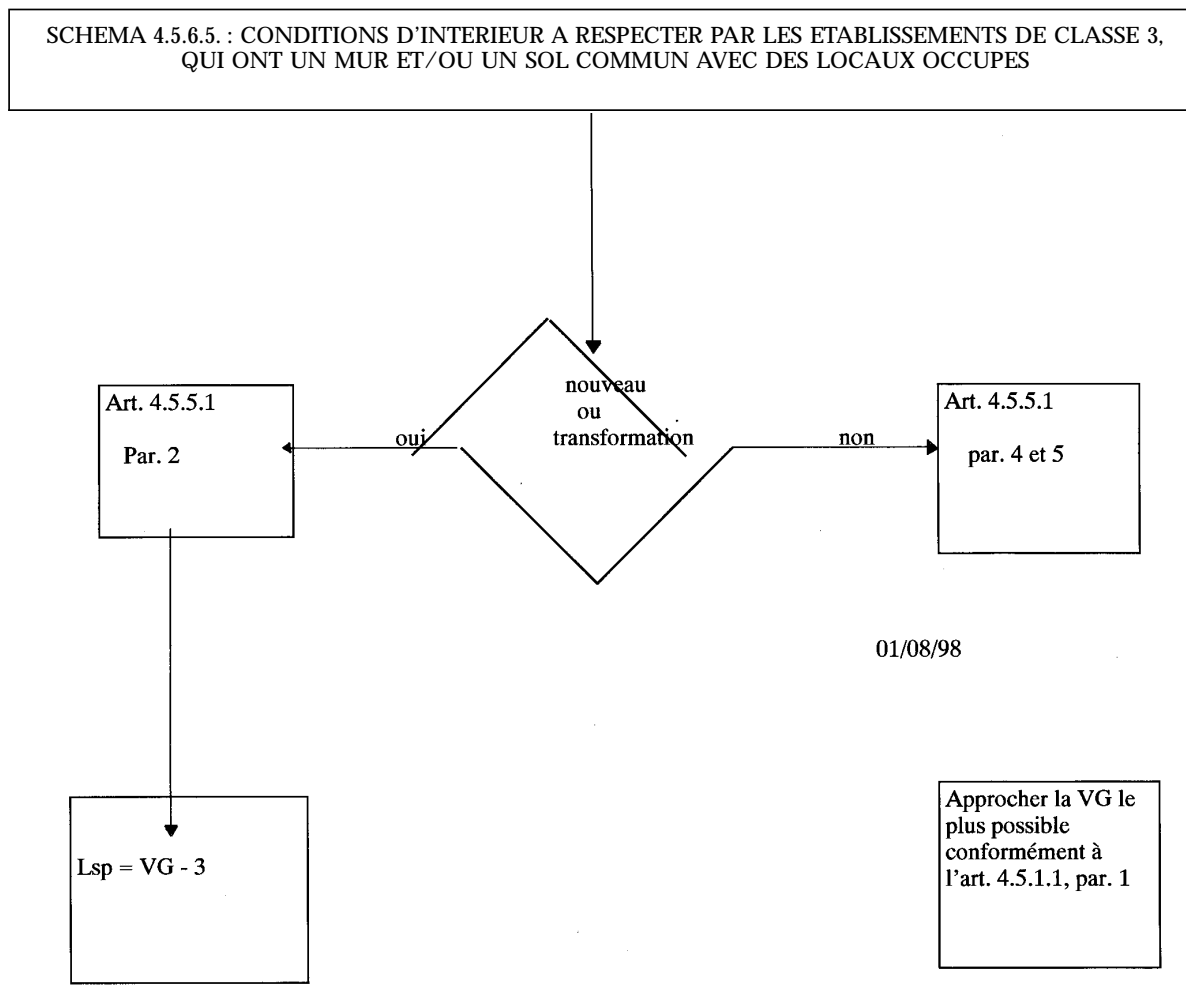 SCHEMA 4.5.6.5. : CONDITIONS D'INTERIEUR A RESPECTER PAR LES ETABLISSEMENTS DE CLASSE 3,
QUI ONT UN MUR ET/OU UN SOL COMMUN AVEC DES LOCAUX OCCUPES
nouveau
ou
transformation
oui
non
Art. 4.5.5.1
Par. 2
Art. 4.5.5.1
par. 4 et 5
01/08/98
Lsp = VG - 3
Approcher la VG le
plus possible
conformément à
l'art. 4.5.1.1, par. 1